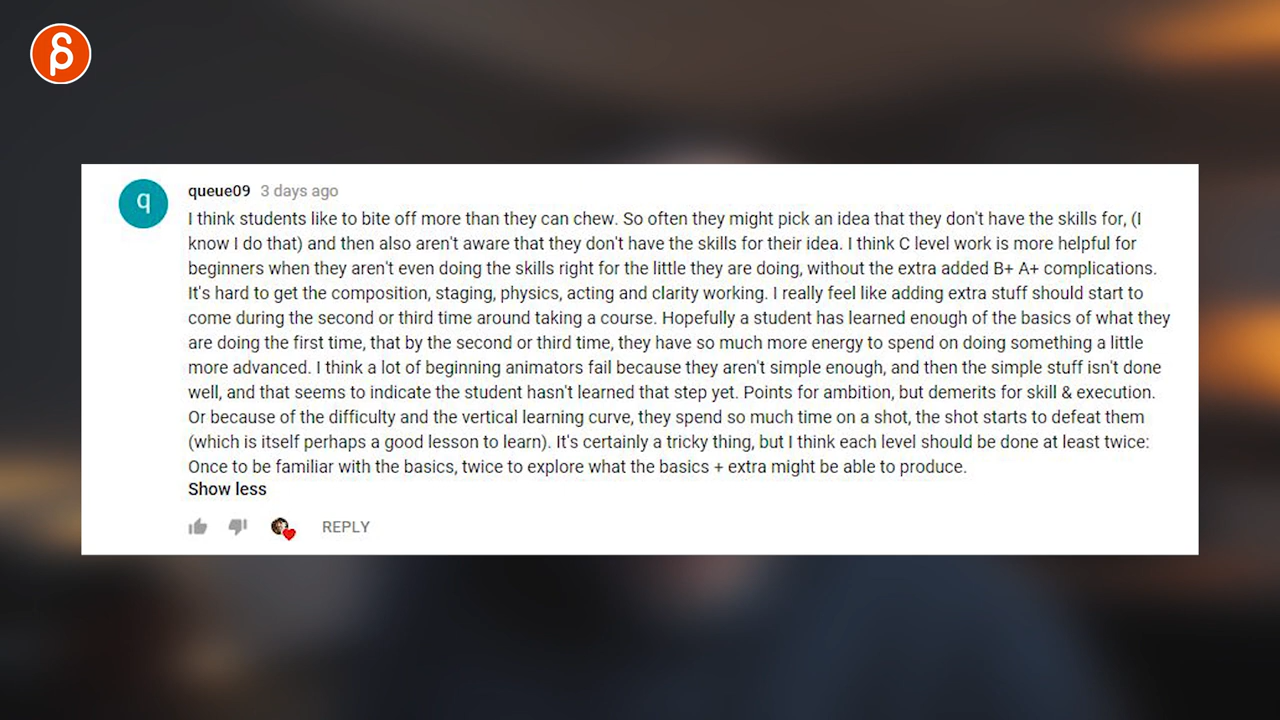 q
queue09 3 days ago
I think students like to bite off more than they can chew. So often they might pick an idea that they don't have the skills for, (I
know I do that) and then also aren't aware that they don't have the skills for their idea. I think C level work is more helpful for
beginners when they aren't even doing the skills right for the little they are doing, without the extra added B+ A+ complications.
It's hard to get the composition, staging, physics, acting and clarity working. I really feel like adding extra stuff should start to
come during the second or third time around taking a course. Hopefully a student has learned enough of the basics of what they
are doing the first time, that by the second or third time, they have so much more energy to spend on doing something a little
more advanced. I think a lot of beginning animators fail because they aren't simple enough, and then the simple stuff isn't done
well, and that seems to indicate the student hasn't learned that step yet. Points for ambition, but demerits for skill & execution.
Or because of the difficulty and the vertical learning curve, they spend so much time on a shot, the shot starts to defeat them
(which is itself perhaps a good lesson to learn). It's certainly a tricky thing, but I think each level should be done at least twice:
Once to be familiar with the basics, twice to explore what the basics + extra might be able to produce.
Show less
REPLY